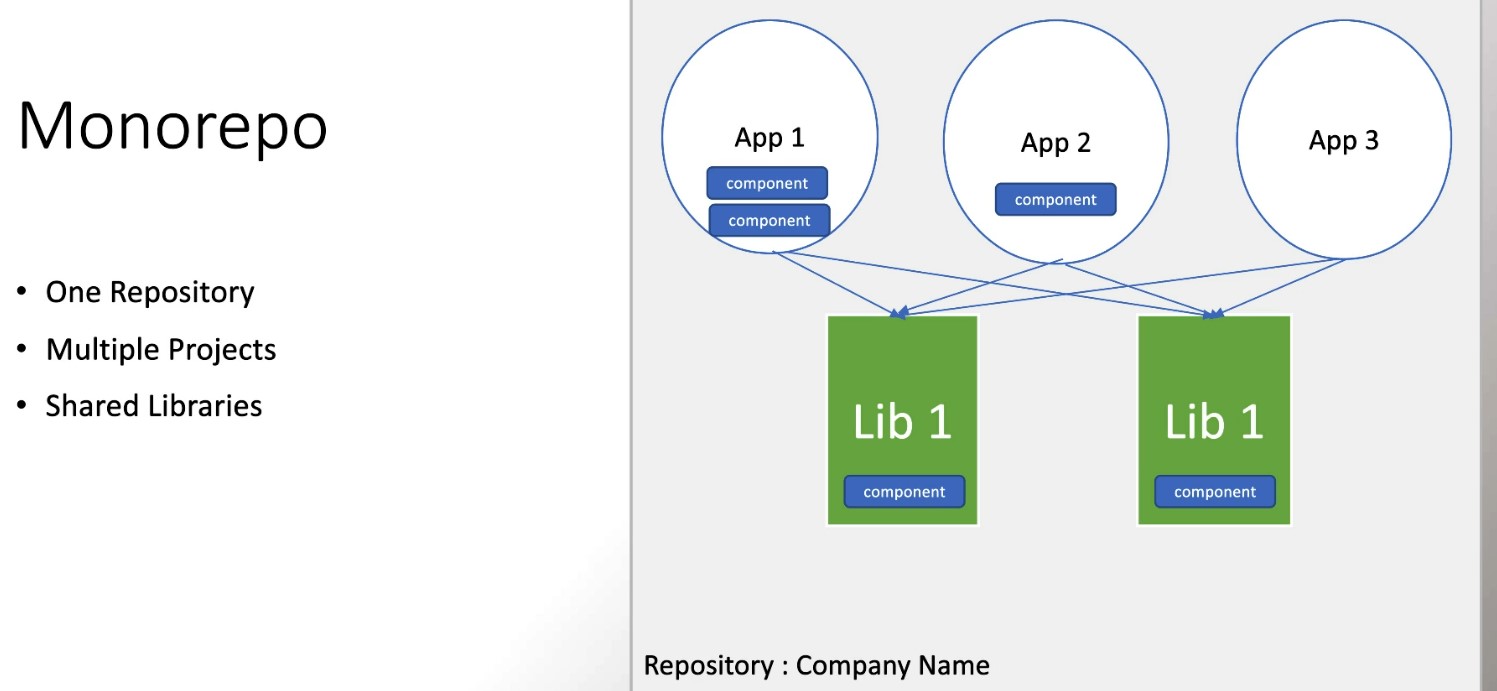 Monorepo
• One Repository
• Multiple Projects
• Shared Libraries
App 1
component
component
App 2
component
App 3
Lib 1
component
Lib 1
component
Repository : Company Name